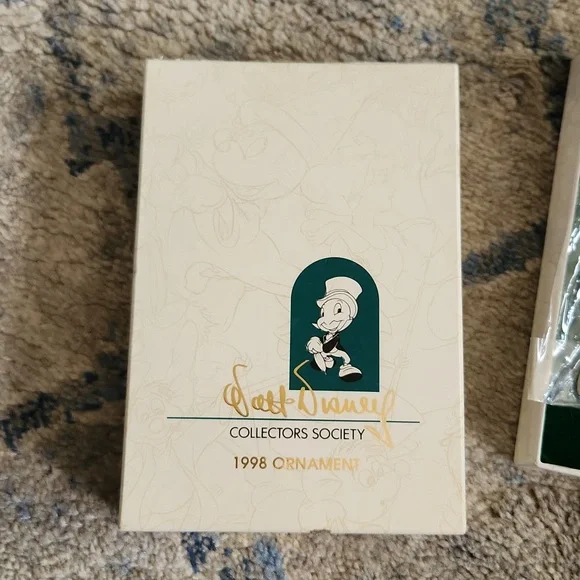 Walt Disney
COLLECTORS SOCIETY
1998 ORNAMENT